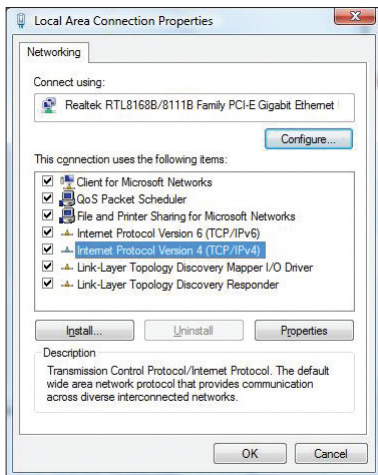 Local Area Connection Properties
Networking
Connect using:
Realtek RTL8168B/8111B Family PCI-E Gigabit Ethernet
Configure...
This connection uses the following items:
Client for Microsoft Networks
QoS Packet Scheduler
File and Printer Sharing for Microsoft Networks
Internet Protocol Version 6 (TCP/IPv6)
Internet Protocol Version 4 (TCP/IPv4)
Link-Layer Topology Discovery Mapper I/O Driver
Link-Layer Topology Discovery Responder
Install... Uninstall Properties
Description
Transmission Control Protocol/Internet Protocol. The default
wide area network protocol that provides communication
across diverse interconnected networks.
OK Cancel